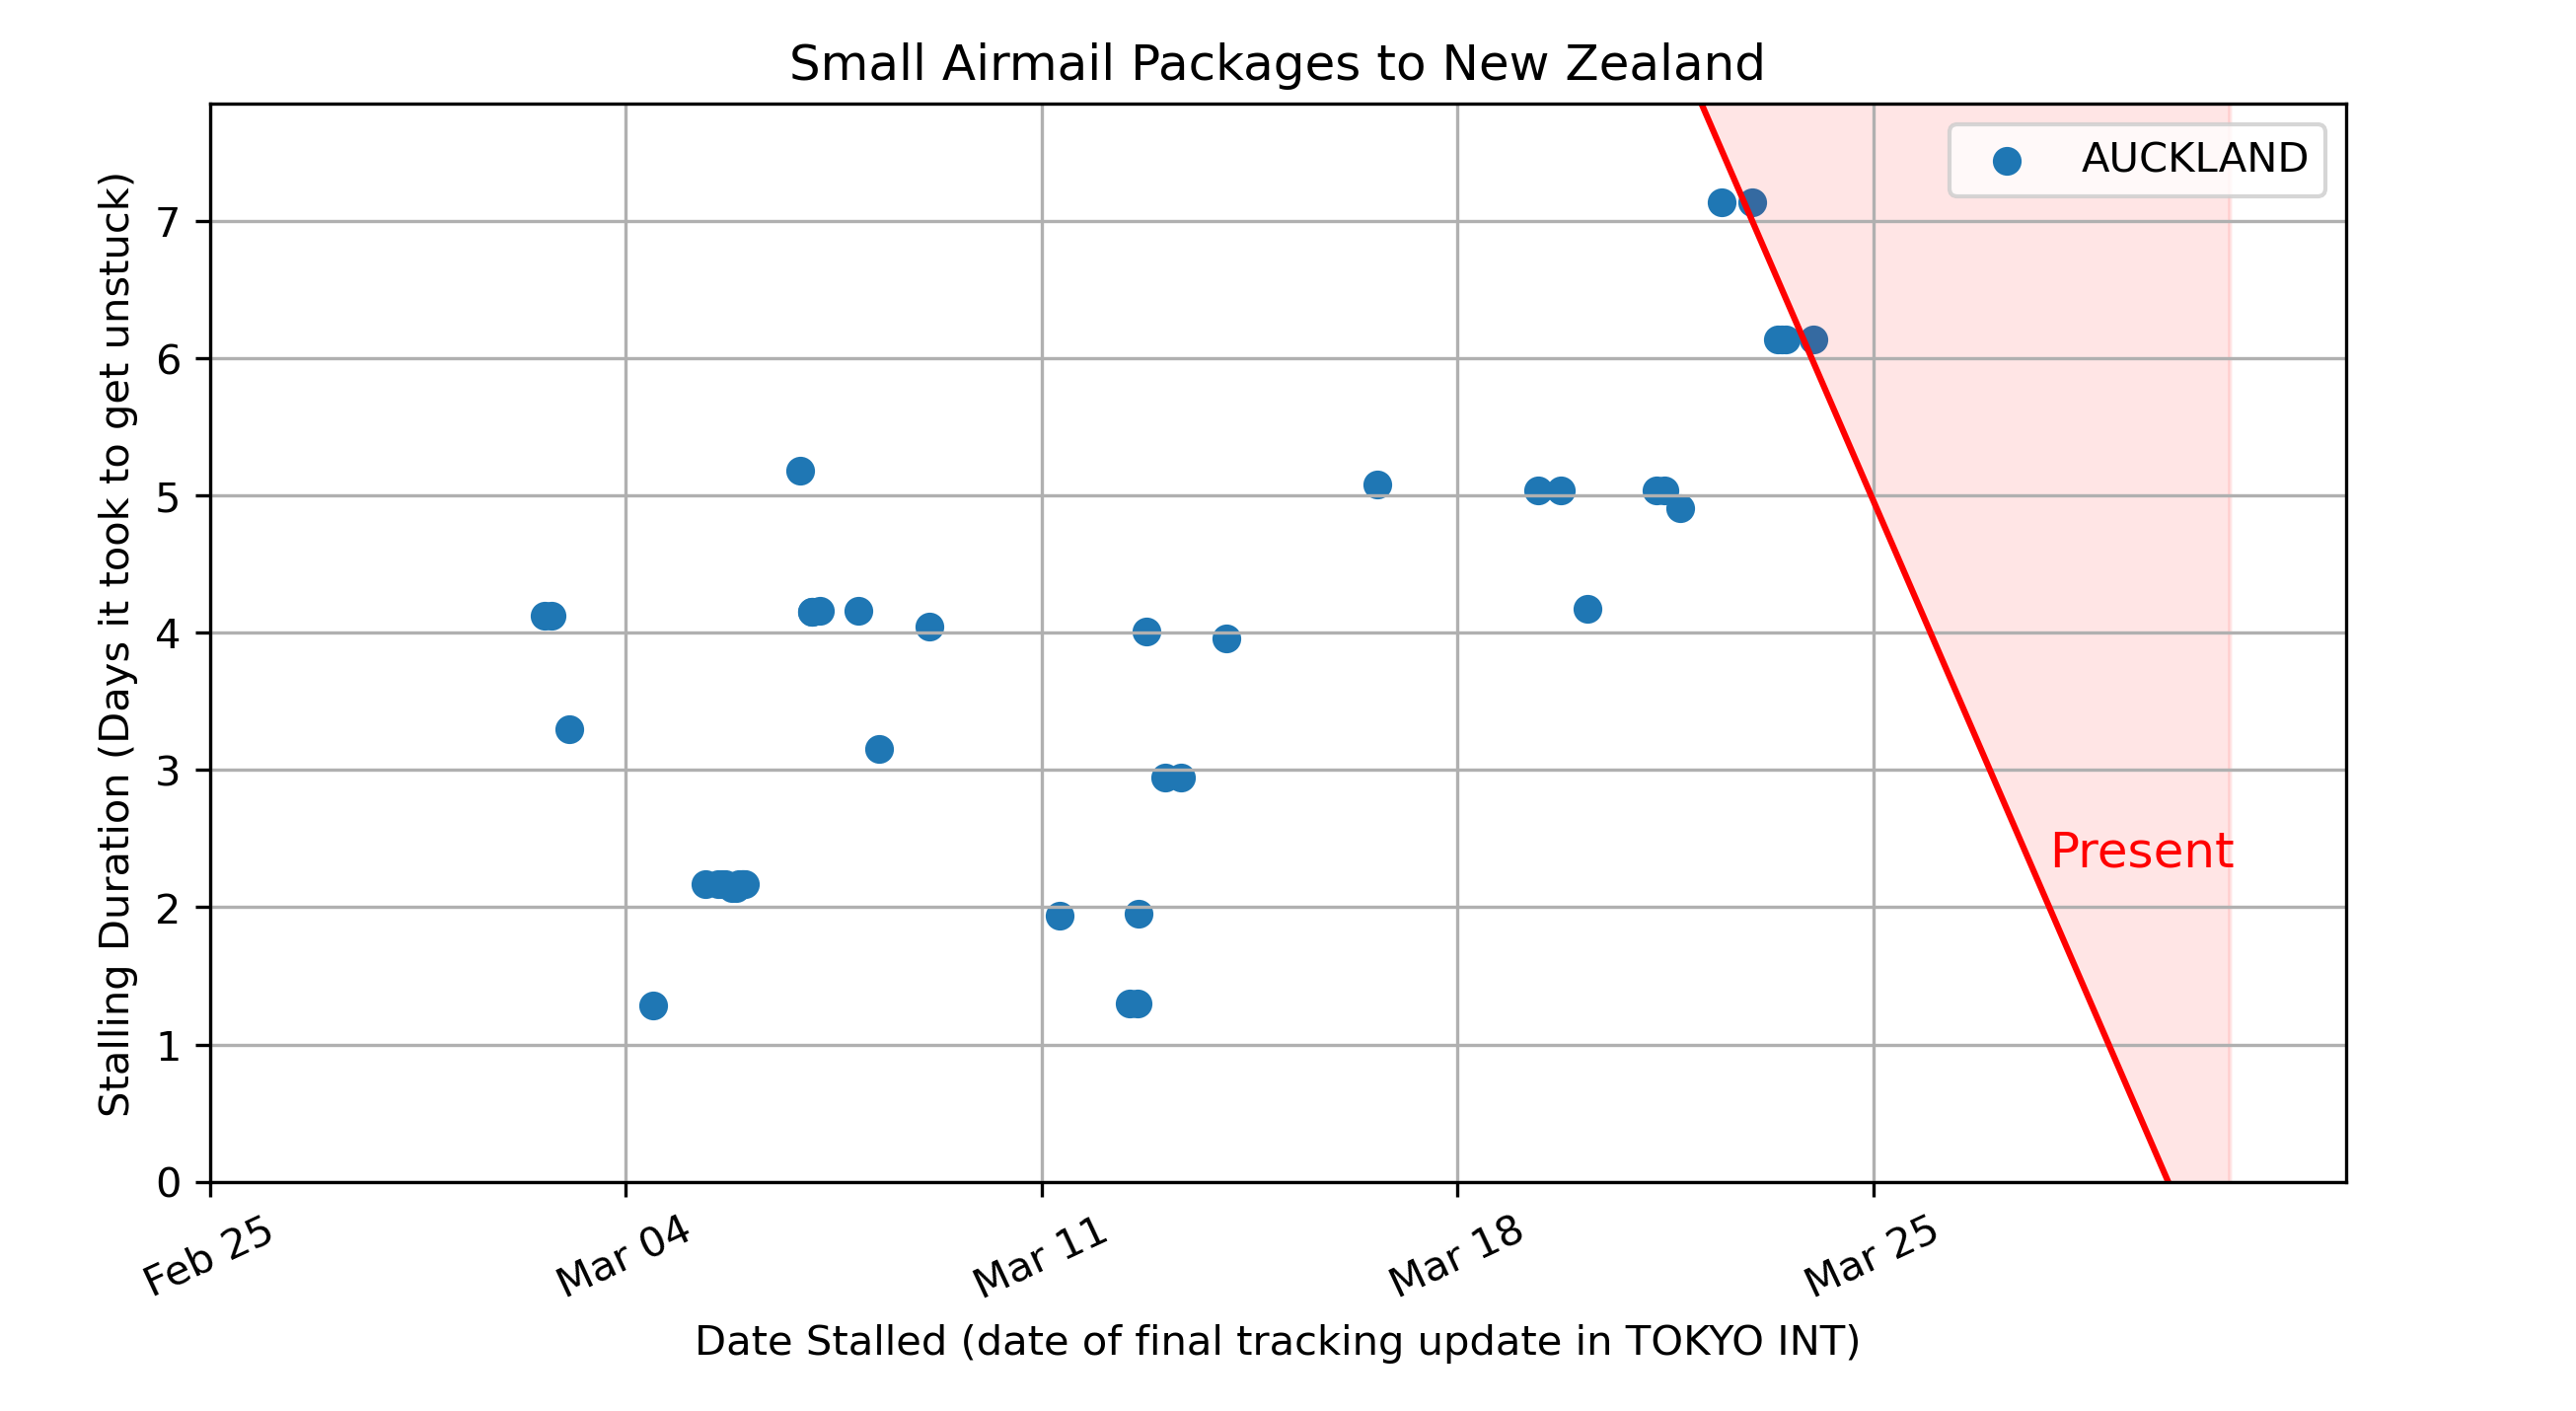 Small Airmail Packages to New Zealand
AUCKLAND
Stalling Duration (Days it took to get unstuck)
7
6
5
4
3
2
1
0
Present
Feb 25
Mar 04
Mar 11
Mar 18
Mar 25
Date Stalled (date of final tracking update in TOKYO INT)